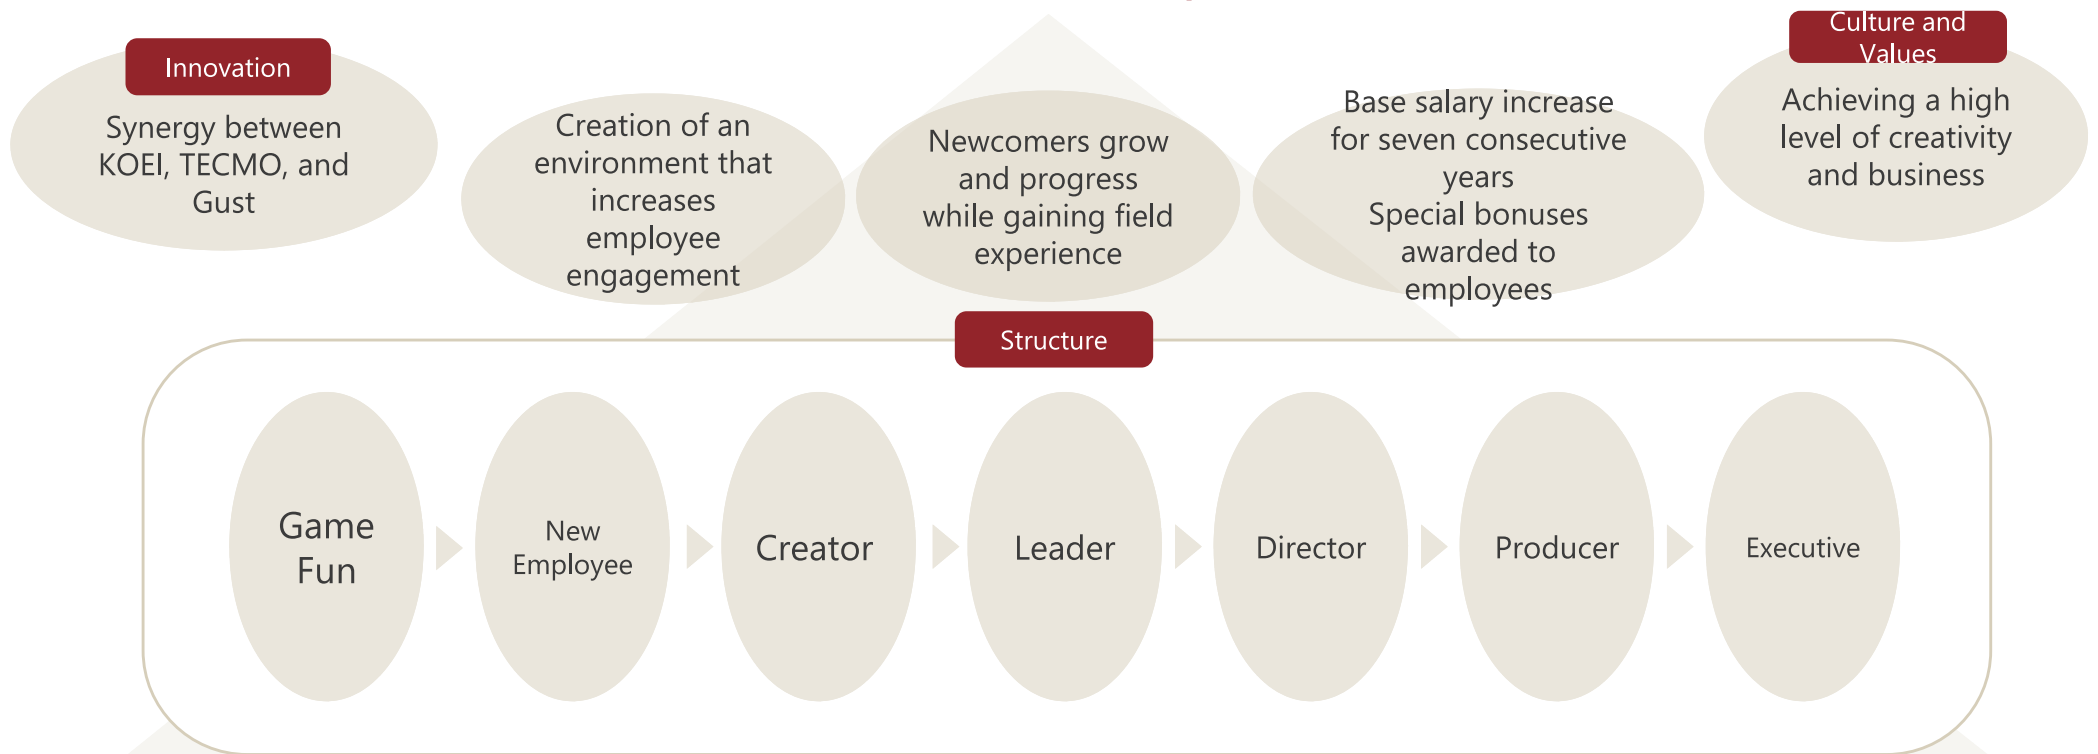 Innovation
Synergy between
KOEI, TECMO, and
Gust
Creation of an
environment that
increases
employee
engagement
Newcomers grow
and progress
while gaining field
experience
Base salary increase
for seven consecutive
years
Special bonuses
awarded to
employees
Culture and
Values
Achieving a high
level of creativity
and business
Structure
Game
Fun
New
Employee
Creator
Leader
Director
Producer
Executive